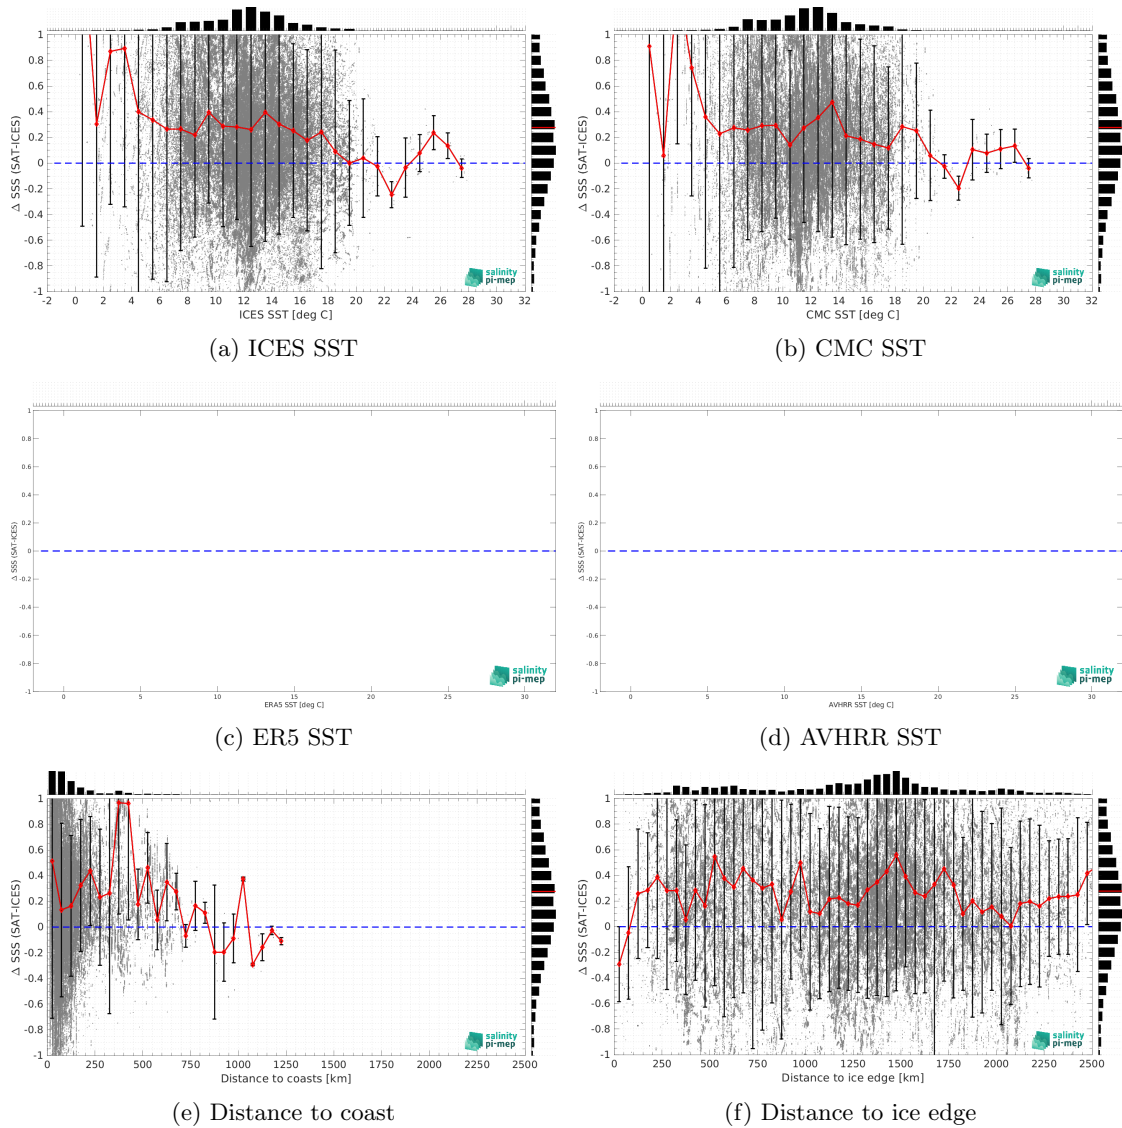 1
0.8
0.6
0.4
0.2
0
-0.2
-0.4
-0.6
-0.8
-1
Δ SSS (SAT-ICES)
-2 0 2 4 6 8 10 12 14 16 18 20 22 24 26 28 30 32
ICES SST [deg C]
salinity
pi-mep
(a) ICES SST
1
0.8
0.6
0.4
0.2
0
-0.2
-0.4
-0.6
-0.8
-1
Δ SSS (SAT-ICES)
-2 0 2 4 6 8 10 12 14 16 18 20 22 24 26 28 30 32
CMC SST [deg C]
salinity
pi-mep
(b) CMC SST
1
0.8
0.6
0.4
0.2
0
-0.2
-0.4
-0.6
-0.8
-1
Δ SSS (SAT-ICES)
0 5 10 15 20 25 30
ERA5 SST [deg C]
salinity
pi-mep
(c) ER5 SST
1
0.8
0.6
0.4
0.2
0
-0.2
-0.4
-0.6
-0.8
-1
Δ SSS (SAT-ICES)
0 5 10 15 20 25 30
AVHRR SST [deg C]
salinity
pi-mep
(d) AVHRR SST
1
0.8
0.6
0.4
0.2
0
-0.2
-0.4
-0.6
-0.8
-1
Δ SSS (SAT-ICES)
0 250 500 750 1000 1250 1500 1750 2000 2250 2500
Distance to coasts [km]
salinity
pi-mep
(e) Distance to coast
1
0.8
0.6
0.4
0.2
0
-0.2
-0.4
-0.6
-0.8
-1
Δ SSS (SAT-ICES)
0 250 500 750 1000 1250 1500 1750 2000 2250 2500
Distance to ice edge [km]
salinity
pi-mep
(f) Distance to ice edge